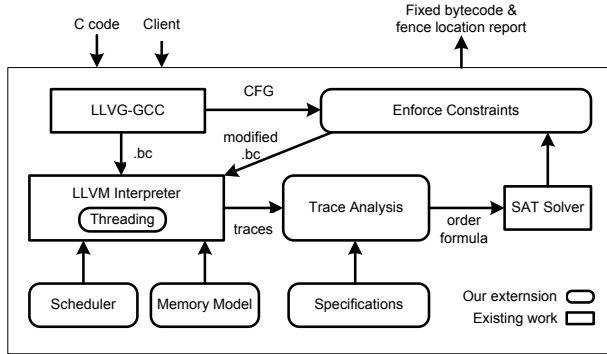 C code
Client
Fixed bytecode &
fence location report
LLVG-GCC
CFG
Enforce Constraints
.bc
modified
.bc
LLVM Interpreter
Threading
traces
Trace Analysis
order
formula
SAT Solver
Scheduler
Memory Model
Specifications
Our externsion
Existing work